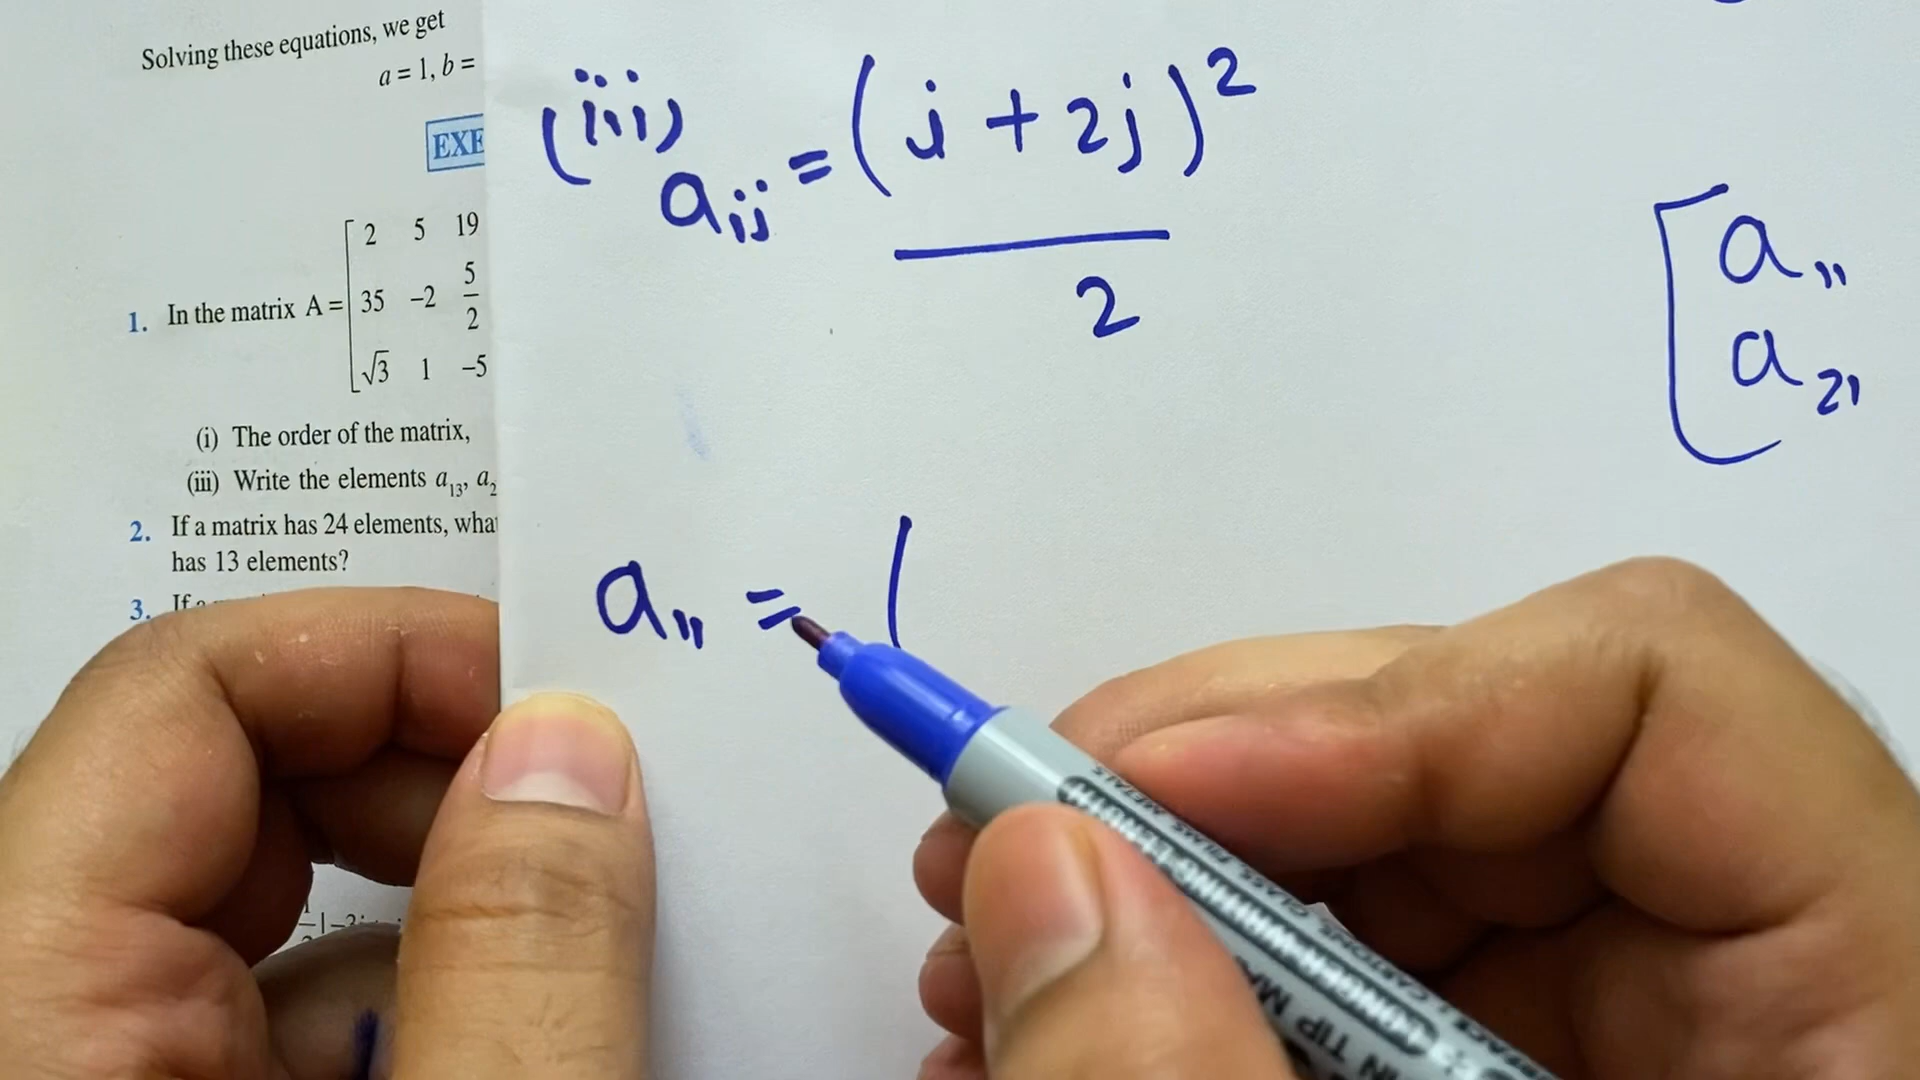 Solving these equations, we get
a = 1, b =
EXE
1. In the matrix A =
2 5 19
35 -2 5/2
√3 1 -5
(i) The order of the matrix,
(iii) Write the elements a13, a2
2. If a matrix has 24 elements, what
has 13 elements?
3. If a
(iii)
aij = (i + 2j)²
2
a11
a21
a11 = (